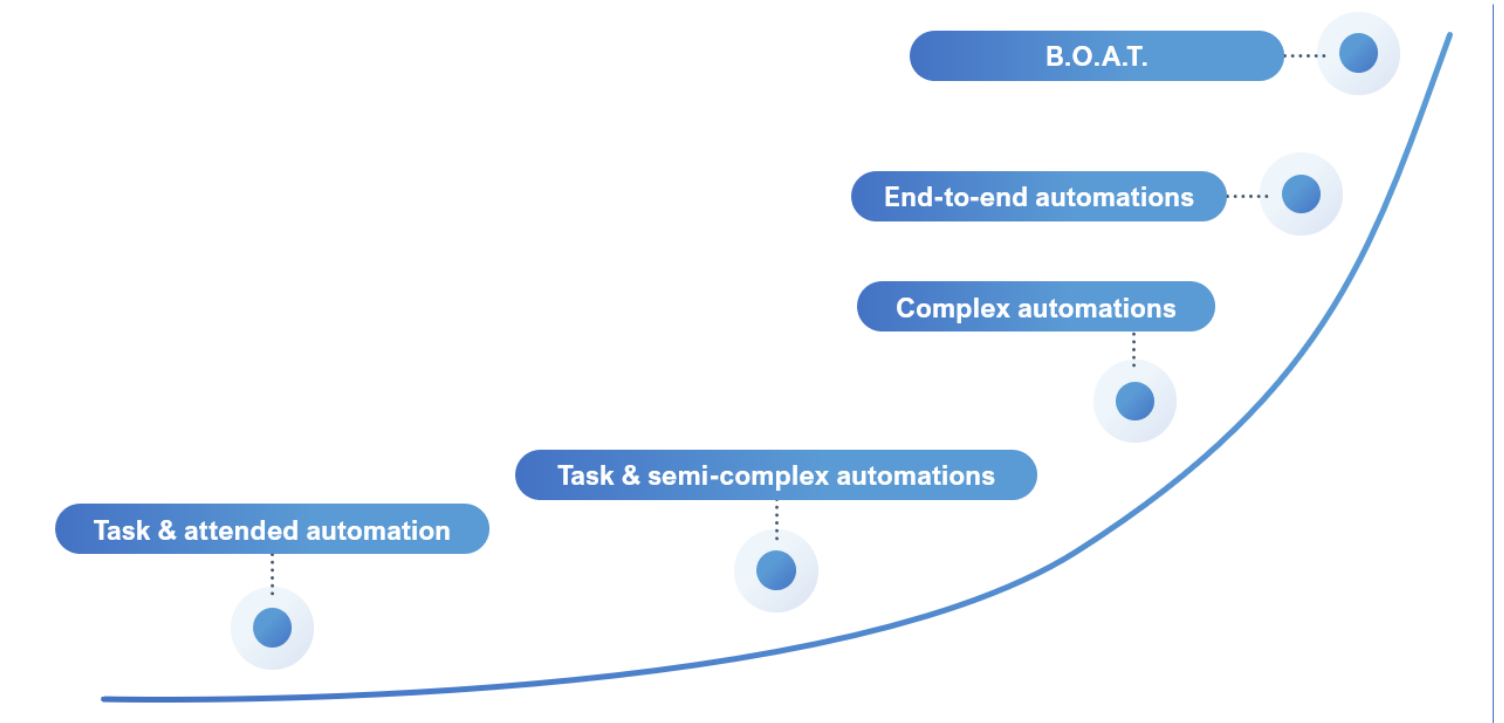 B.O.A.T.
End-to-end automations
Complex automations
Task & semi-complex automations
Task & attended automation